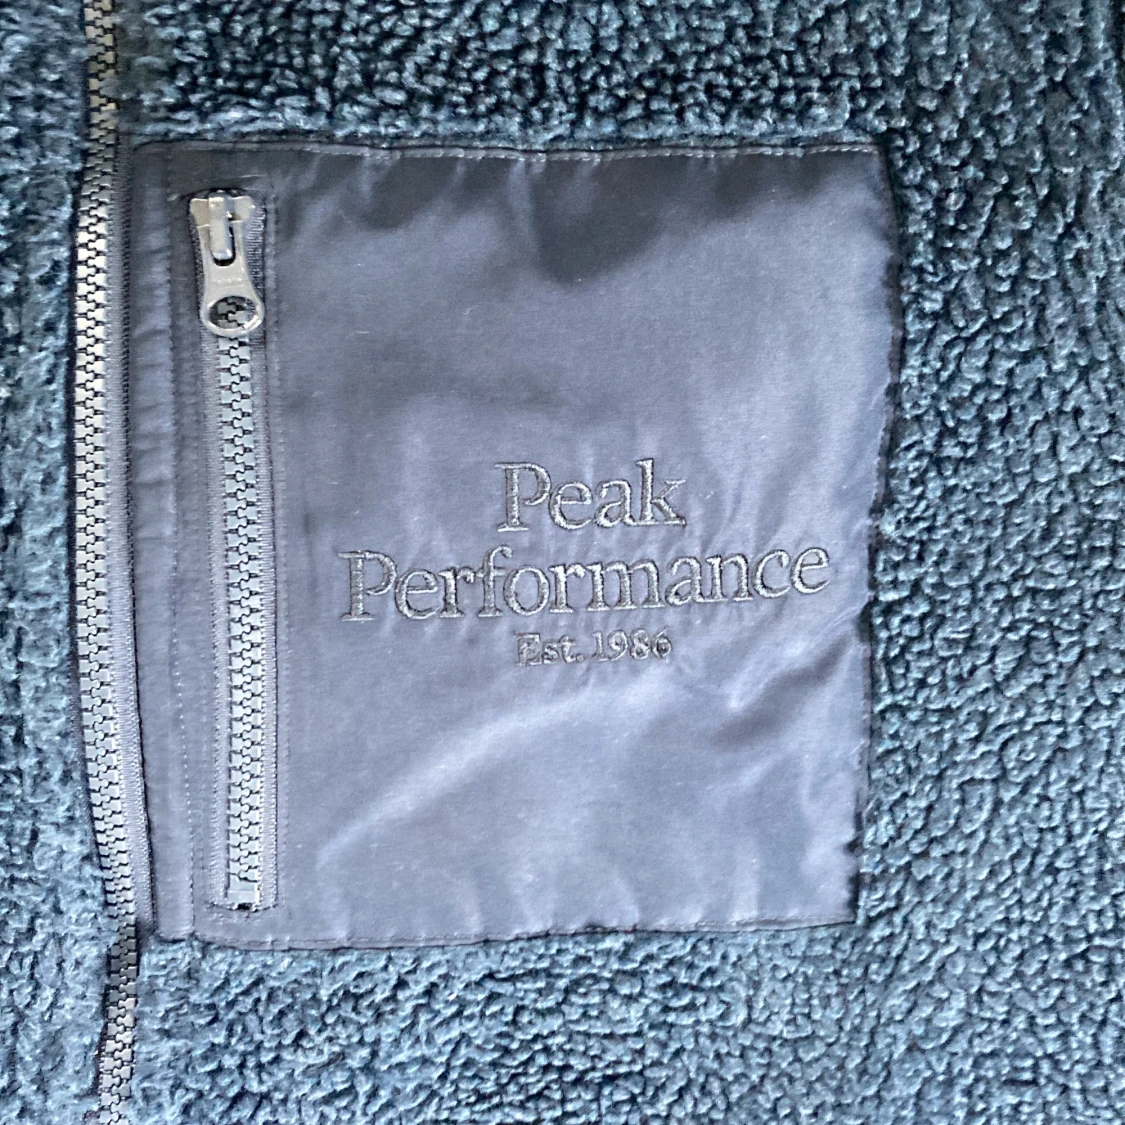 Peak
Performance
Est. 1986